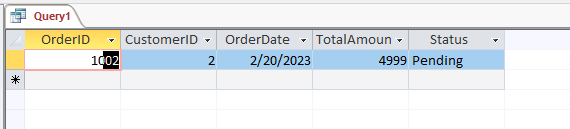 Query1
OrderID CustomerID OrderDate TotalAmoun Status
1002 2 2/20/2023 4999 Pending
*